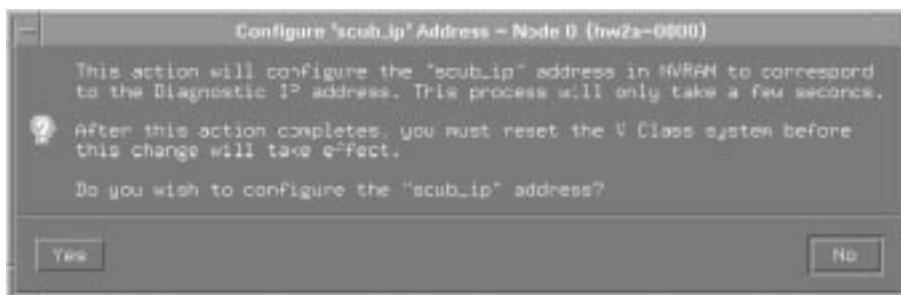 Configure 'scub_ip' Address - Node 0 (hw2a-0000)
This action will configure the "scub_ip" address in NVRAM to correspond
to the Diagnostic IP address. This process will only take a few seconds.
After this action completes, you must reset the V Class system before
this change will take effect.
Do you wish to configure the "scub_ip" address?
Yes
No